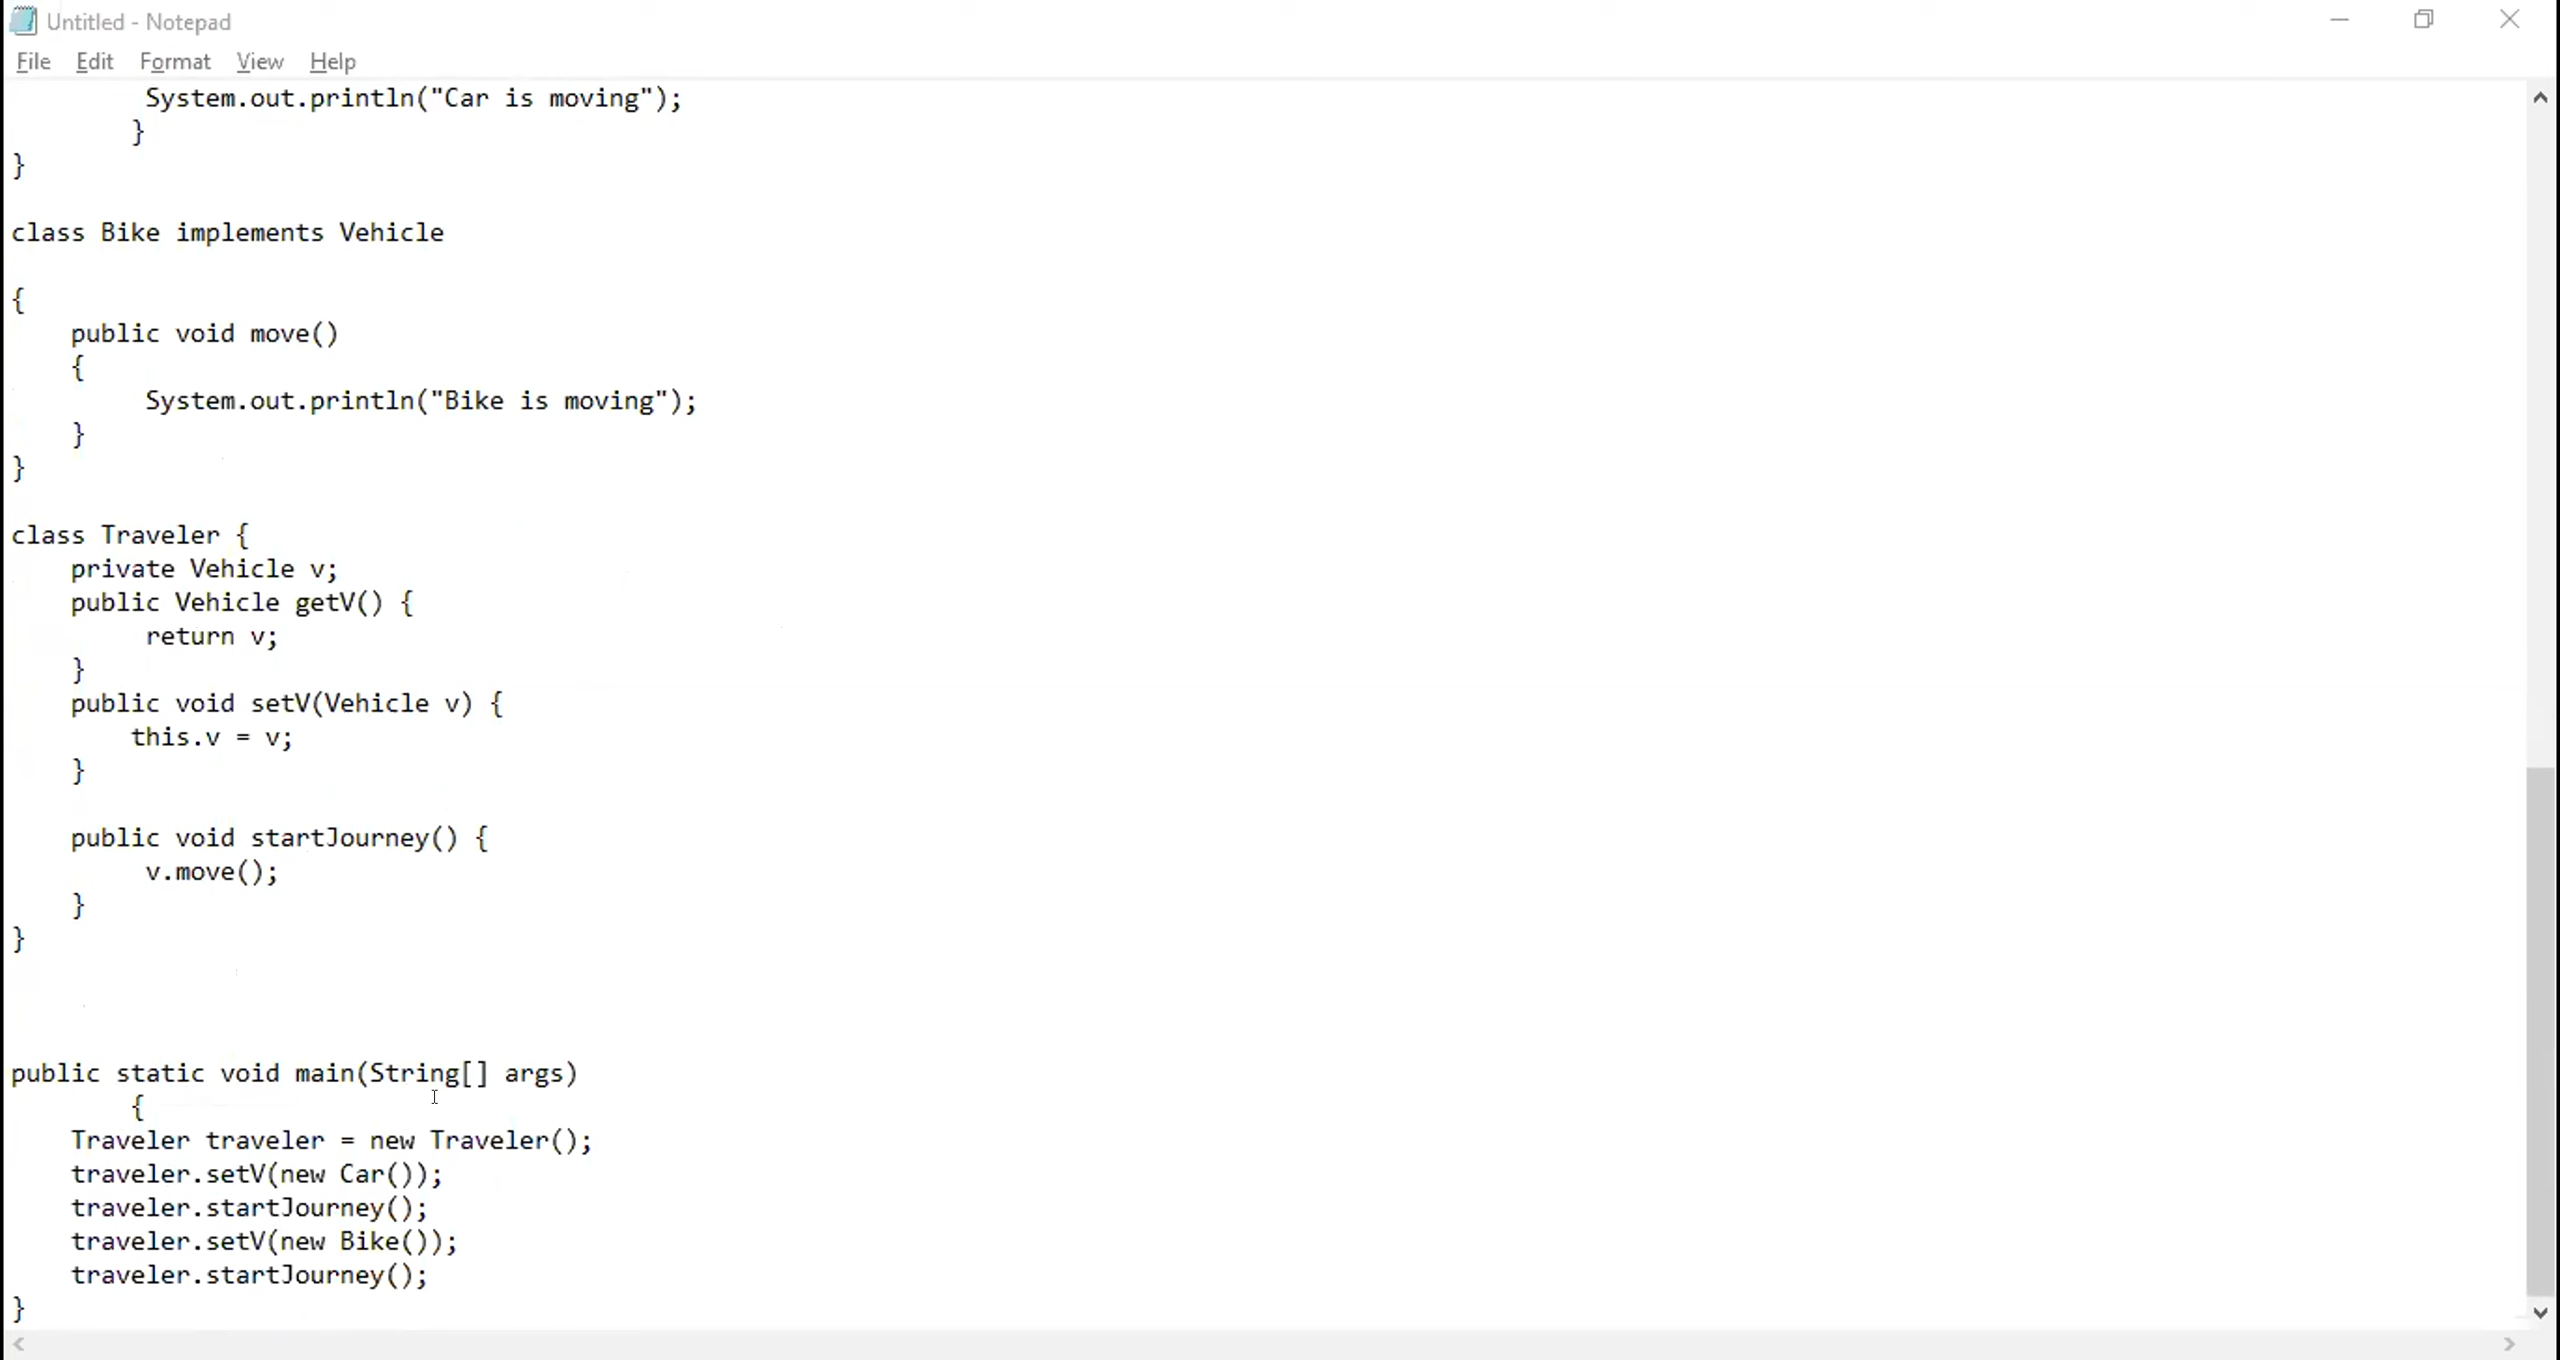 Untitled - Notepad
File Edit Format View Help
System.out.println("Car is moving");
}
}
class Bike implements Vehicle
{
public void move()
{
System.out.println("Bike is moving");
}
}
class Traveler {
private Vehicle v;
public Vehicle getV() {
return v;
}
public void setV(Vehicle v) {
this.v = v;
}
public void startJourney() {
v.move();
}
}
public static void main(String[] args)
{
Traveler traveler = new Traveler();
traveler.setV(new Car());
traveler.startJourney();
traveler.setV(new Bike());
traveler.startJourney();
}